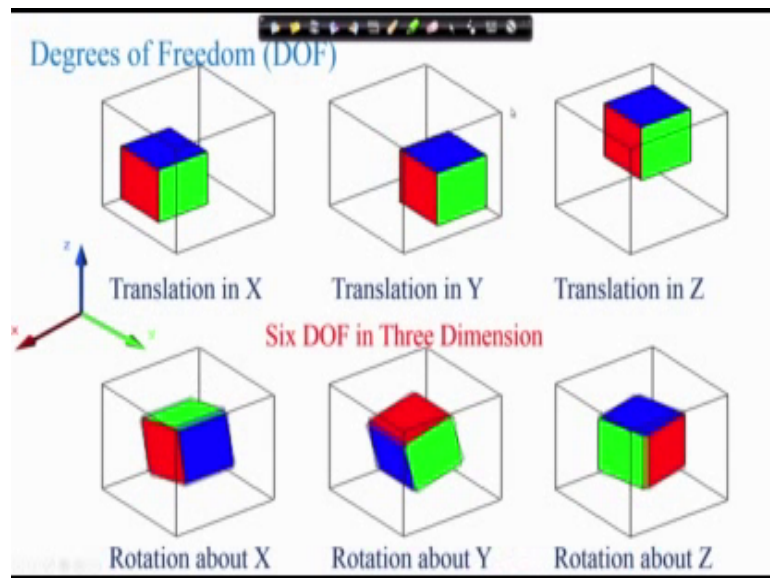 Degrees of Freedom (DOF)
Translation in X
Translation in Y
Translation in Z
z
x
y
Six DOF in Three Dimension
Rotation about X
Rotation about Y
Rotation about Z